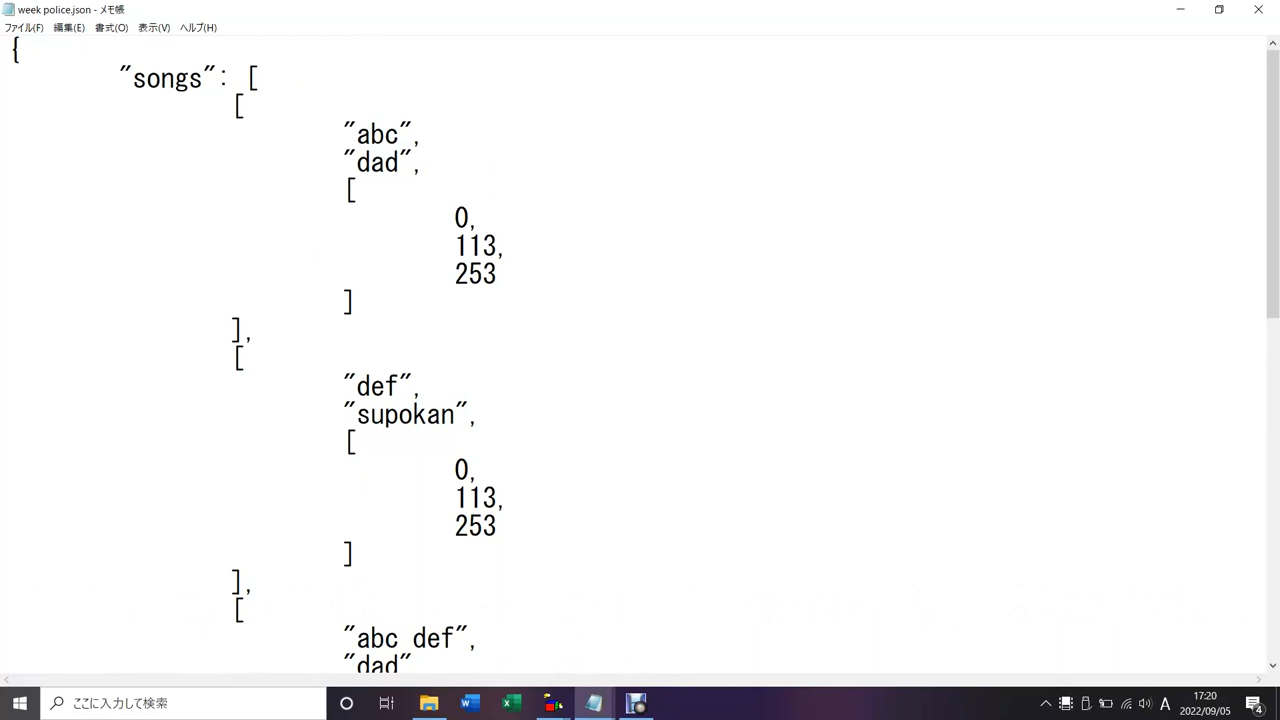 week police.json - メモ帳
ファイル(F) 編集(E) 書式(O) 表示(V) ヘルプ(H)
{
"songs": [
[
"abc",
"dad",
[
0,
113,
253
]
],
[
"def",
"supokan",
[
0,
113,
253
]
],
[
"abc def",
"dad"
ここに入力して検索
A
17:20
2022/09/05
4